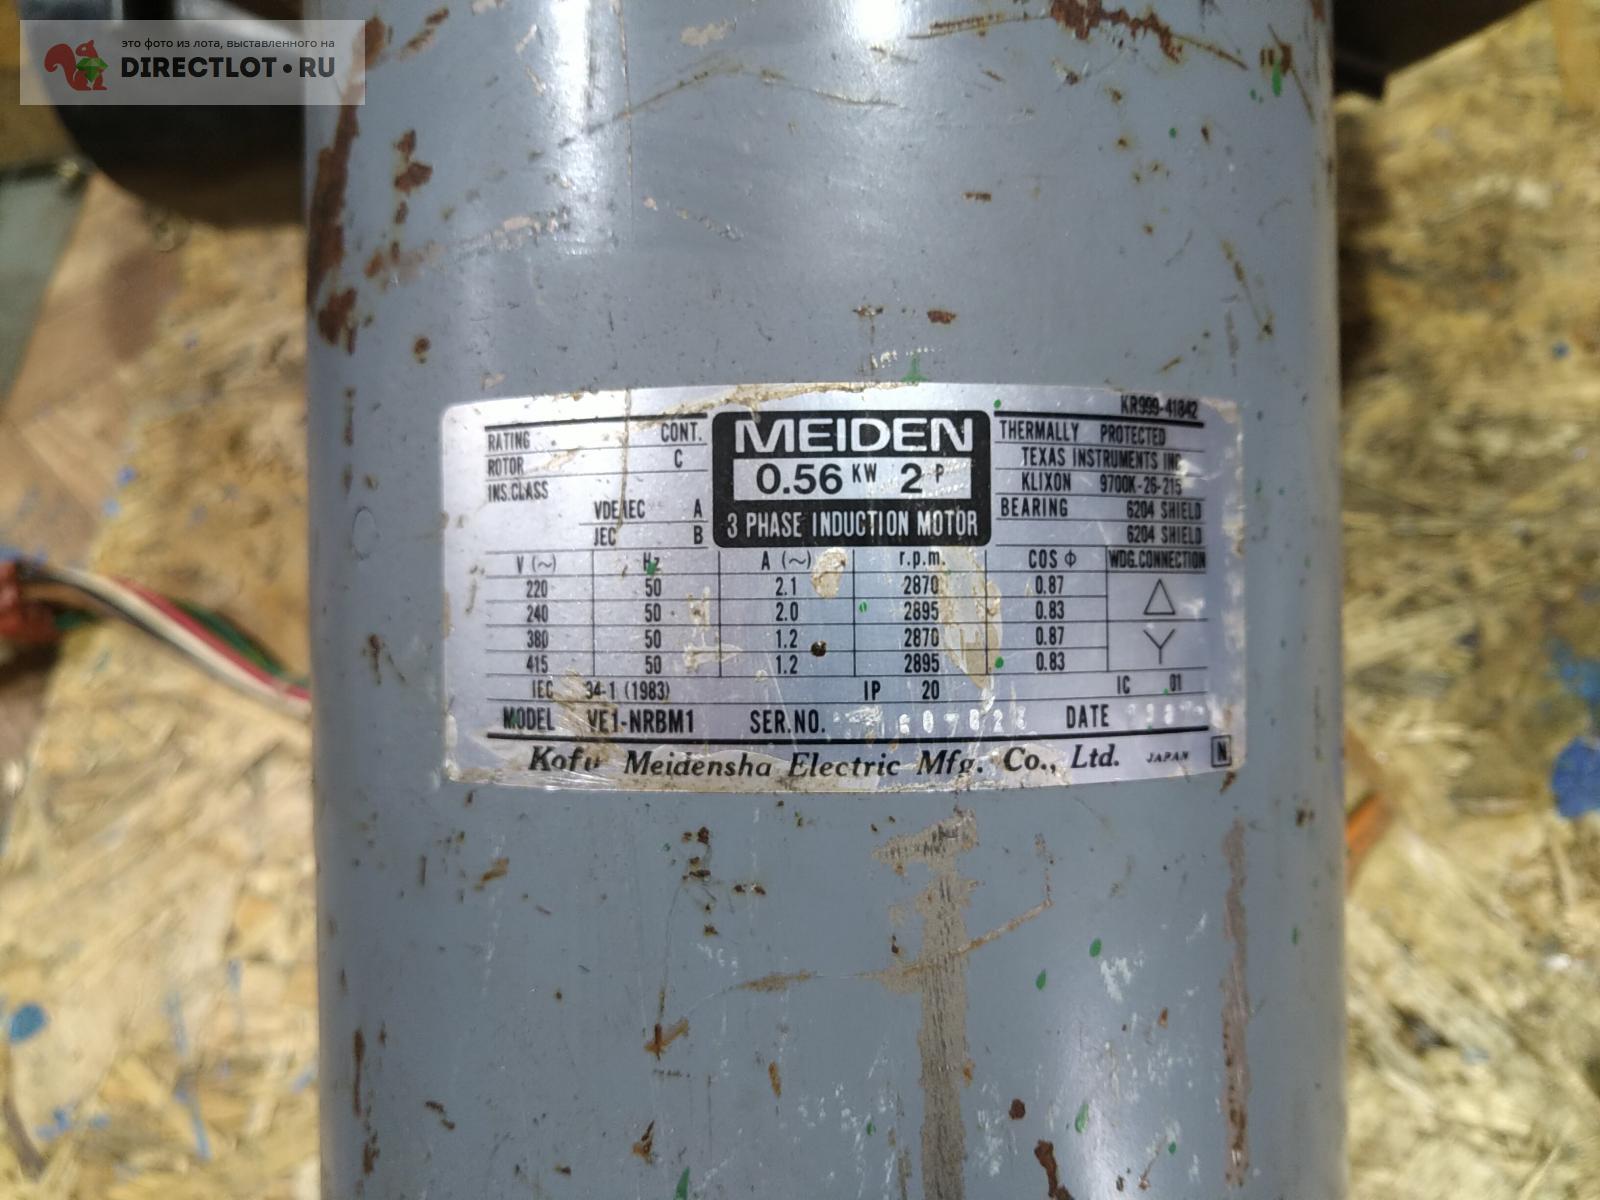 это фото из лота, выставленного на
DIRECTLOT•RU
KR999-41842
RATING CONT.
ROTOR C
INS.CLASS
VDE,IEC A
JEC B
MEIDEN
0.56 KW 2 P
3 PHASE INDUCTION MOTOR
THERMALLY PROTECTED
TEXAS INSTRUMENTS INC.
KLIXON 9700K-26-215
BEARING 6204 SHIELD
6204 SHIELD
V (~) Hz A (~) r.p.m. COS Φ WDG.CONNECTION
220 50 2.1 2870 0.87 △
240 50 2.0 2895 0.83
380 50 1.2 2870 0.87 Y
415 50 1.2 2895 0.83
IEC 34-1 (1983) IP 20 IC 01
MODEL VE1-NRBM1 SER.NO. DATE
Kofu Meidensha Electric Mfg. Co., Ltd. JAPAN N